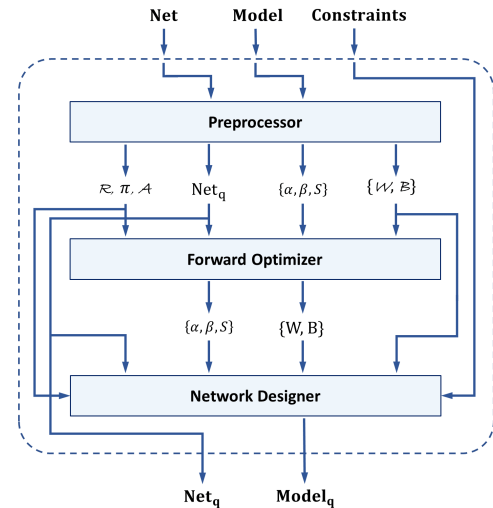 Net Model Constraints
Preprocessor
ℛ, π, 𝒜 Net_q {α, β, S} {𝒲, ℬ}
Forward Optimizer
{α, β, S} {W, B}
Network Designer
Net_q Model_q